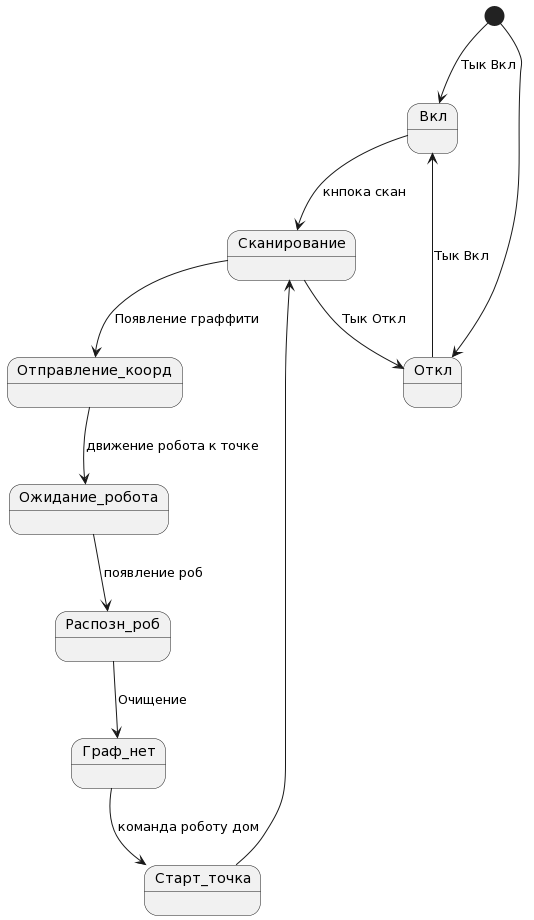 Тык Вкл
Вкл
кнпока скан
Сканирование
Тык Вкл
Появление граффити
Тык Откл
Отправление_коорд
Откл
движение робота к точке
Ожидание_робота
появление роб
Распозн_роб
Очищение
Граф_нет
команда роботу дом
Старт_точка